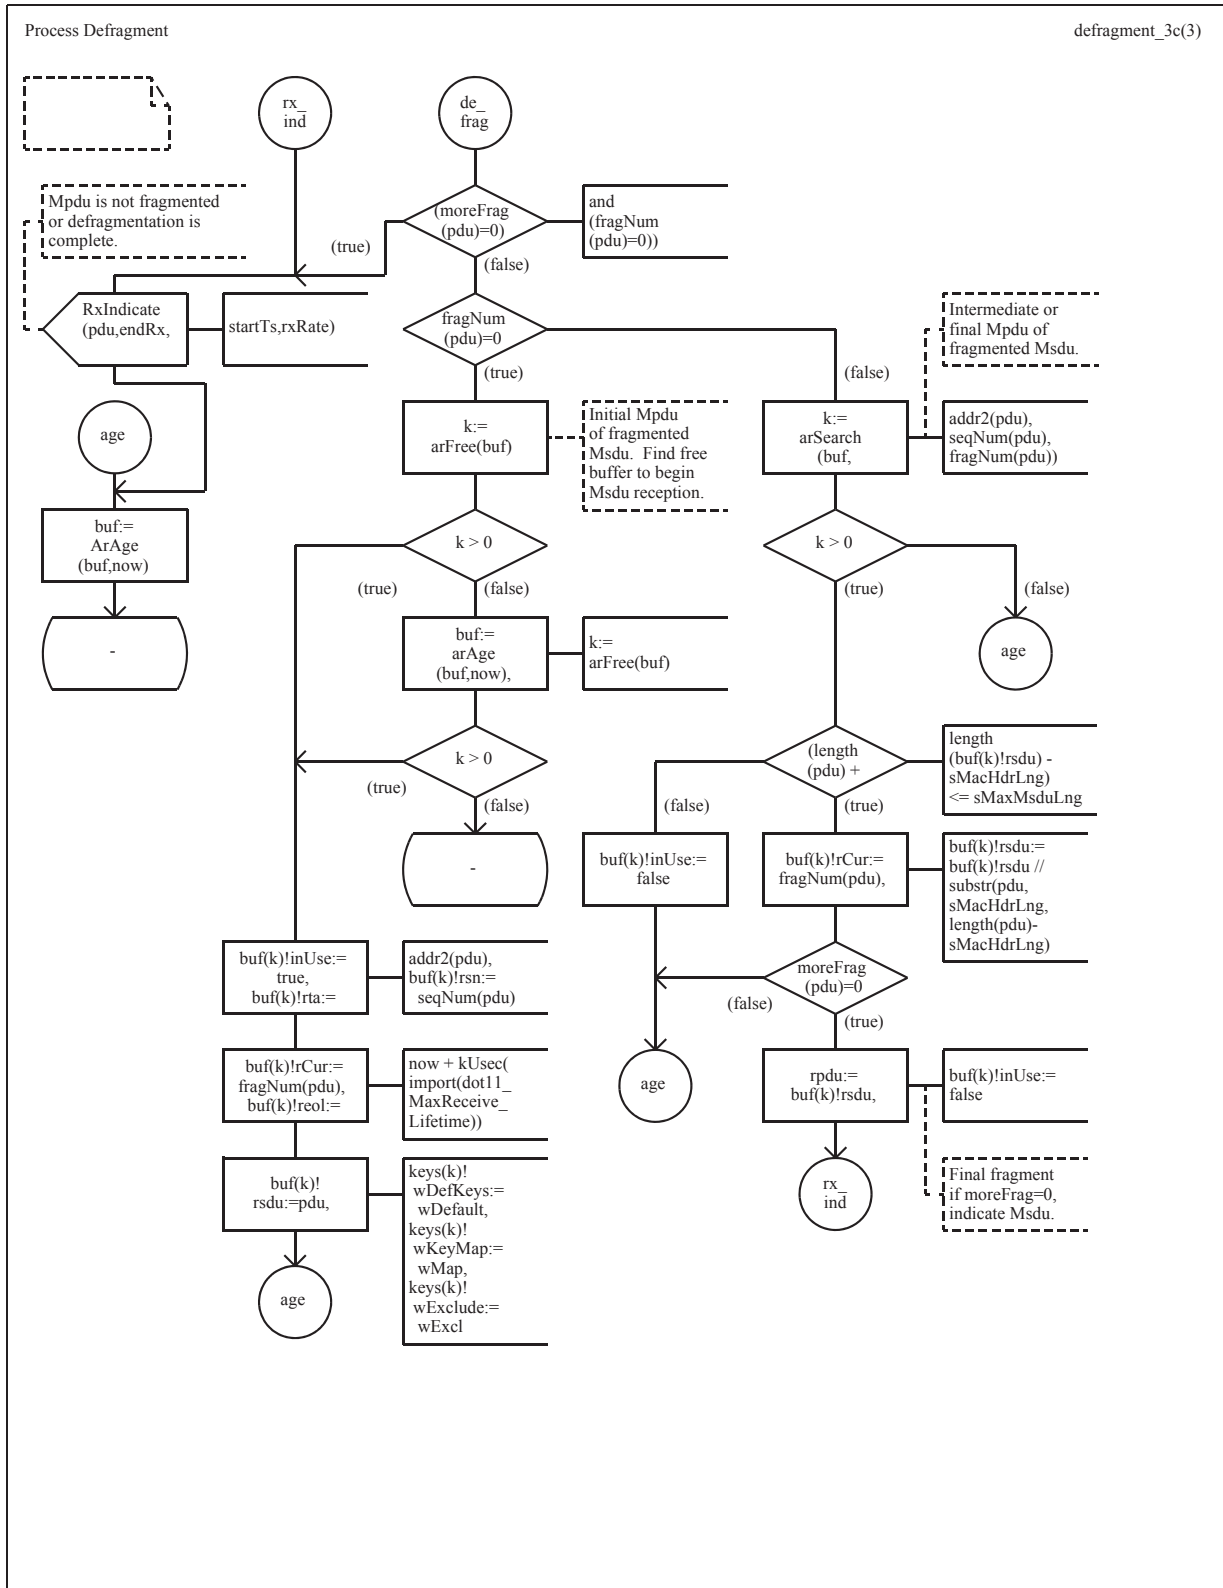 Process Defragment
defragment_3c(3)
rx_
ind
de_
frag
Mpdu is not fragmented
or defragmentation is
complete.
(moreFrag
(pdu)=0)
and
(fragNum
(pdu)=0))
(true)
(false)
RxIndicate
(pdu,endRx,
startTs,rxRate)
fragNum
(pdu)=0
Intermediate or
final Mpdu of
fragmented Msdu.
(true)
(false)
age
k:=
arFree(buf)
Initial Mpdu
of fragmented
Msdu.  Find free
buffer to begin
Msdu reception.
k:=
arSearch
(buf,
addr2(pdu),
seqNum(pdu),
fragNum(pdu))
buf:=
ArAge
(buf,now)
k > 0
k > 0
(true)
(false)
(true)
(false)
-
buf:=
arAge
(buf,now),
k:=
arFree(buf)
age
k > 0
(length
(pdu) +
length
(buf(k)!rsdu) -
sMacHdrLng)
<= sMaxMsduLng
(true)
(false)
(false)
(true)
-
buf(k)!inUse:=
false
buf(k)!rCur:=
fragNum(pdu),
buf(k)!rsdu:=
buf(k)!rsdu //
substr(pdu,
sMacHdrLng,
length(pdu)-
sMacHdrLng)
buf(k)!inUse:=
true,
buf(k)!rta:=
addr2(pdu),
buf(k)!rsn:=
seqNum(pdu)
moreFrag
(pdu)=0
(false)
(true)
buf(k)!rCur:=
fragNum(pdu),
buf(k)!reol:=
now + kUsec(
import(dot11_
MaxReceive_
Lifetime))
age
rpdu:=
buf(k)!rsdu,
buf(k)!inUse:=
false
buf(k)!
rsdu:=pdu,
keys(k)!
wDefKeys:=
wDefault,
keys(k)!
wKeyMap:=
wMap,
keys(k)!
wExclude:=
wExcl
rx_
ind
Final fragment
if moreFrag=0,
indicate Msdu.
age